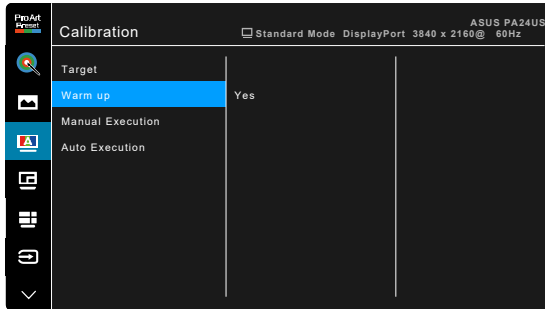 ProArt
Preset
Calibration
ASUS PA24US
Standard Mode DisplayPort 3840 x 2160@ 60Hz
Target
Warm up
Yes
Manual Execution
Auto Execution
A